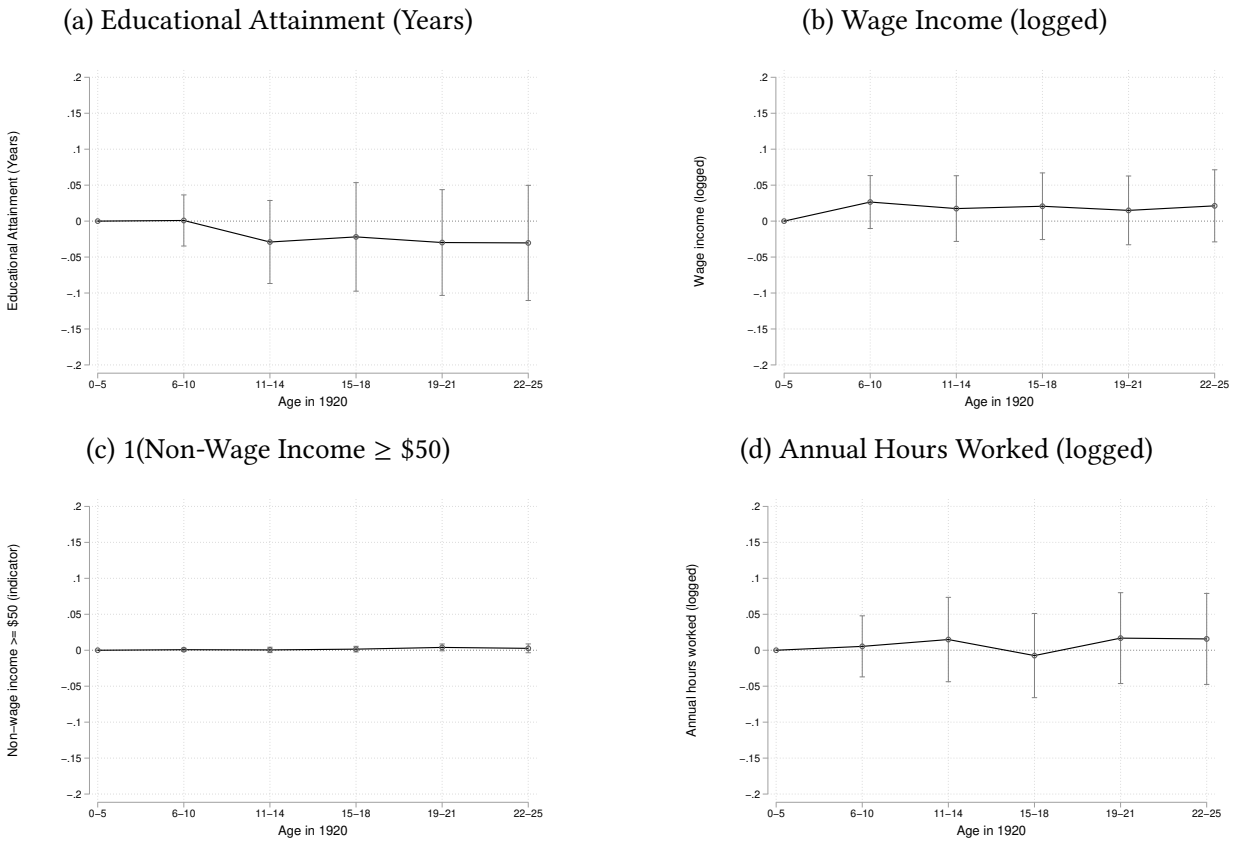 (a) Educational Attainment (Years)
.2
.15
.1
.05
0
−.05
−.1
−.15
−.2
Educational Attainment (Years)
0−5 6−10 11−14 15−18 19−21 22−25
Age in 1920
(b) Wage Income (logged)
.2
.15
.1
.05
0
−.05
−.1
−.15
−.2
Wage income (logged)
0−5 6−10 11−14 15−18 19−21 22−25
Age in 1920
(c) 1(Non-Wage Income ≥ $50)
.2
.15
.1
.05
0
−.05
−.1
−.15
−.2
Non−wage income >= $50 (indicator)
0−5 6−10 11−14 15−18 19−21 22−25
Age in 1920
(d) Annual Hours Worked (logged)
.2
.15
.1
.05
0
−.05
−.1
−.15
−.2
Annual hours worked (logged)
0−5 6−10 11−14 15−18 19−21 22−25
Age in 1920